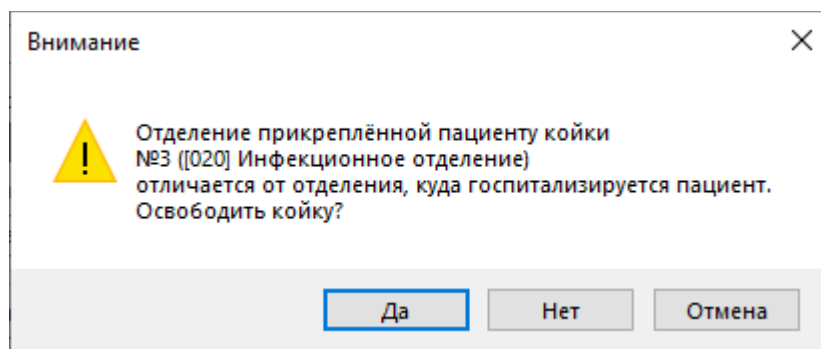 Внимание
Отделение прикреплённой пациенту койки
№3 ([020] Инфекционное отделение)
отличается от отделения, куда госпитализируется пациент.
Освободить койку?
Да
Нет
Отмена